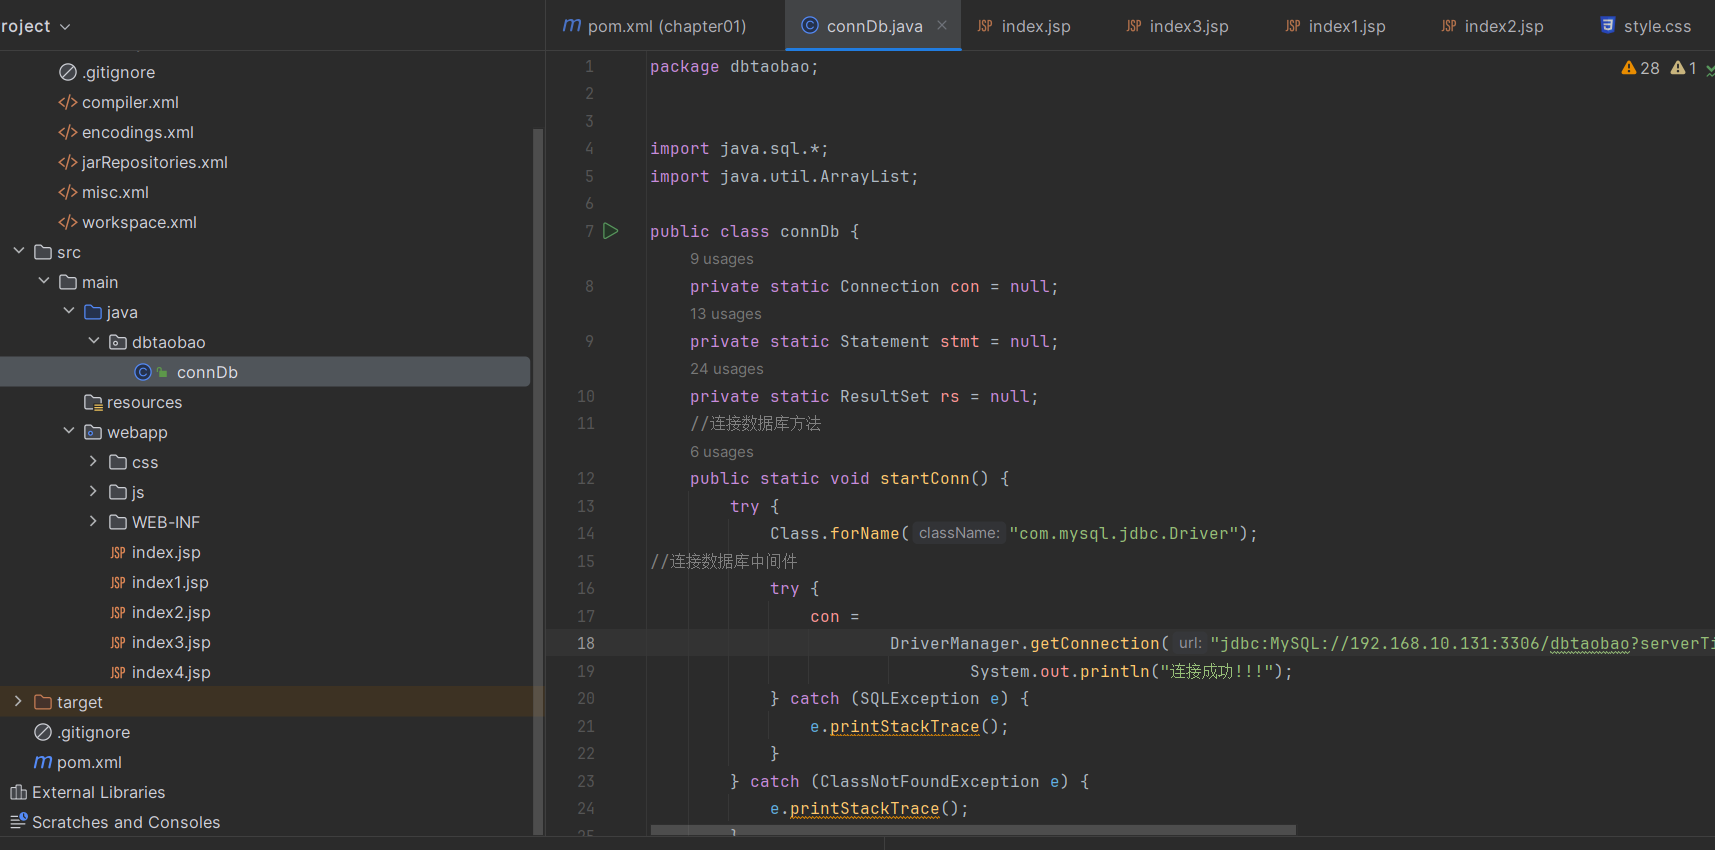 roject
pom.xml (chapter01)
connDb.java
JSP index.jsp
JSP index3.jsp
JSP index1.jsp
JSP index2.jsp
style.css
.gitignore
compiler.xml
encodings.xml
jarRepositories.xml
misc.xml
workspace.xml
src
main
java
dbtaobao
connDb
resources
webapp
css
js
WEB-INF
JSP index.jsp
JSP index1.jsp
JSP index2.jsp
JSP index3.jsp
JSP index4.jsp
target
.gitignore
pom.xml
External Libraries
Scratches and Consoles
28 1
1 package dbtaobao;
2
3
4 import java.sql.*;
5 import java.util.ArrayList;
6
7 public class connDb {
9 usages
8 private static Connection con = null;
13 usages
9 private static Statement stmt = null;
24 usages
10 private static ResultSet rs = null;
11 //连接数据库方法
6 usages
12 public static void startConn() {
13 try {
14 Class.forName( className: "com.mysql.jdbc.Driver");
15 //连接数据库中间件
16 try {
17 con =
18 DriverManager.getConnection( url: "jdbc:MySQL://192.168.10.131:3306/dbtaobao?serverTi
19 System.out.println("连接成功!!!");
20 } catch (SQLException e) {
21 e.printStackTrace();
22 }
23 } catch (ClassNotFoundException e) {
24 e.printStackTrace();
25 }